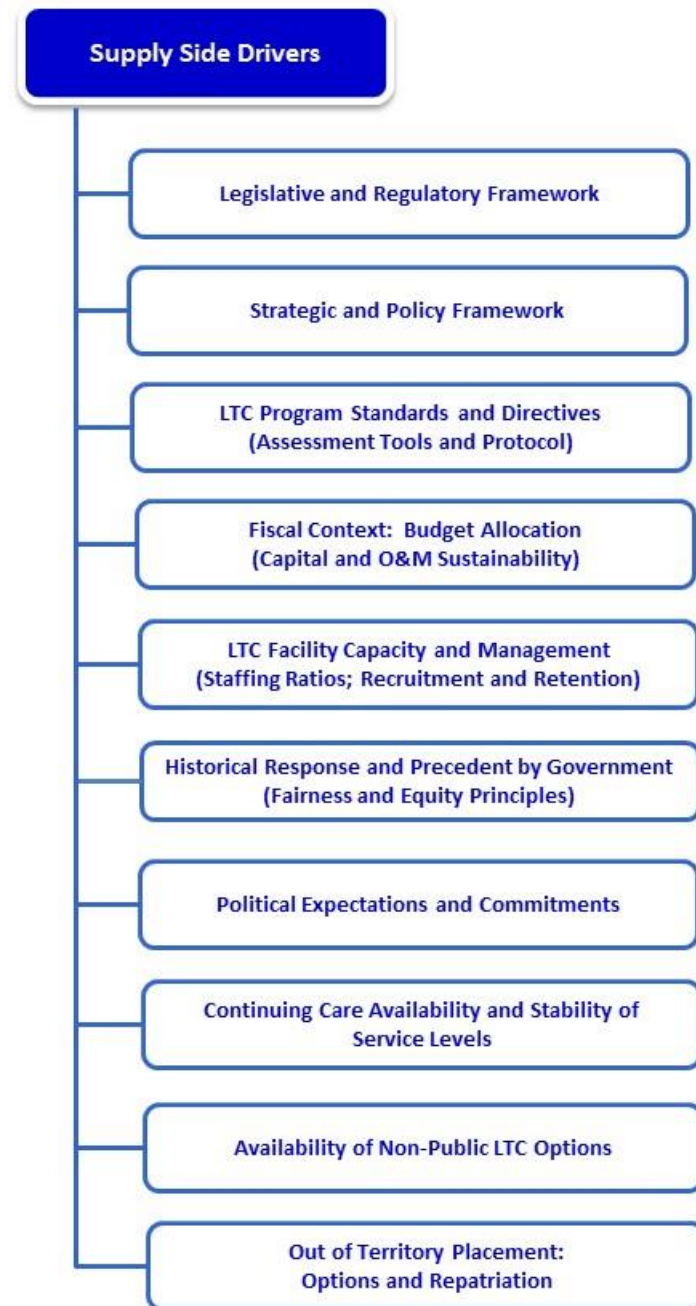 Supply Side Drivers
Legislative and Regulatory Framework
Strategic and Policy Framework
LTC Program Standards and Directives
(Assessment Tools and Protocol)
Fiscal Context: Budget Allocation
(Capital and O&M Sustainability)
LTC Facility Capacity and Management
(Staffing Ratios; Recruitment and Retention)
Historical Response and Precedent by Government
(Fairness and Equity Principles)
Political Expectations and Commitments
Continuing Care Availability and Stability of
Service Levels
Availability of Non-Public LTC Options
Out of Territory Placement:
Options and Repatriation